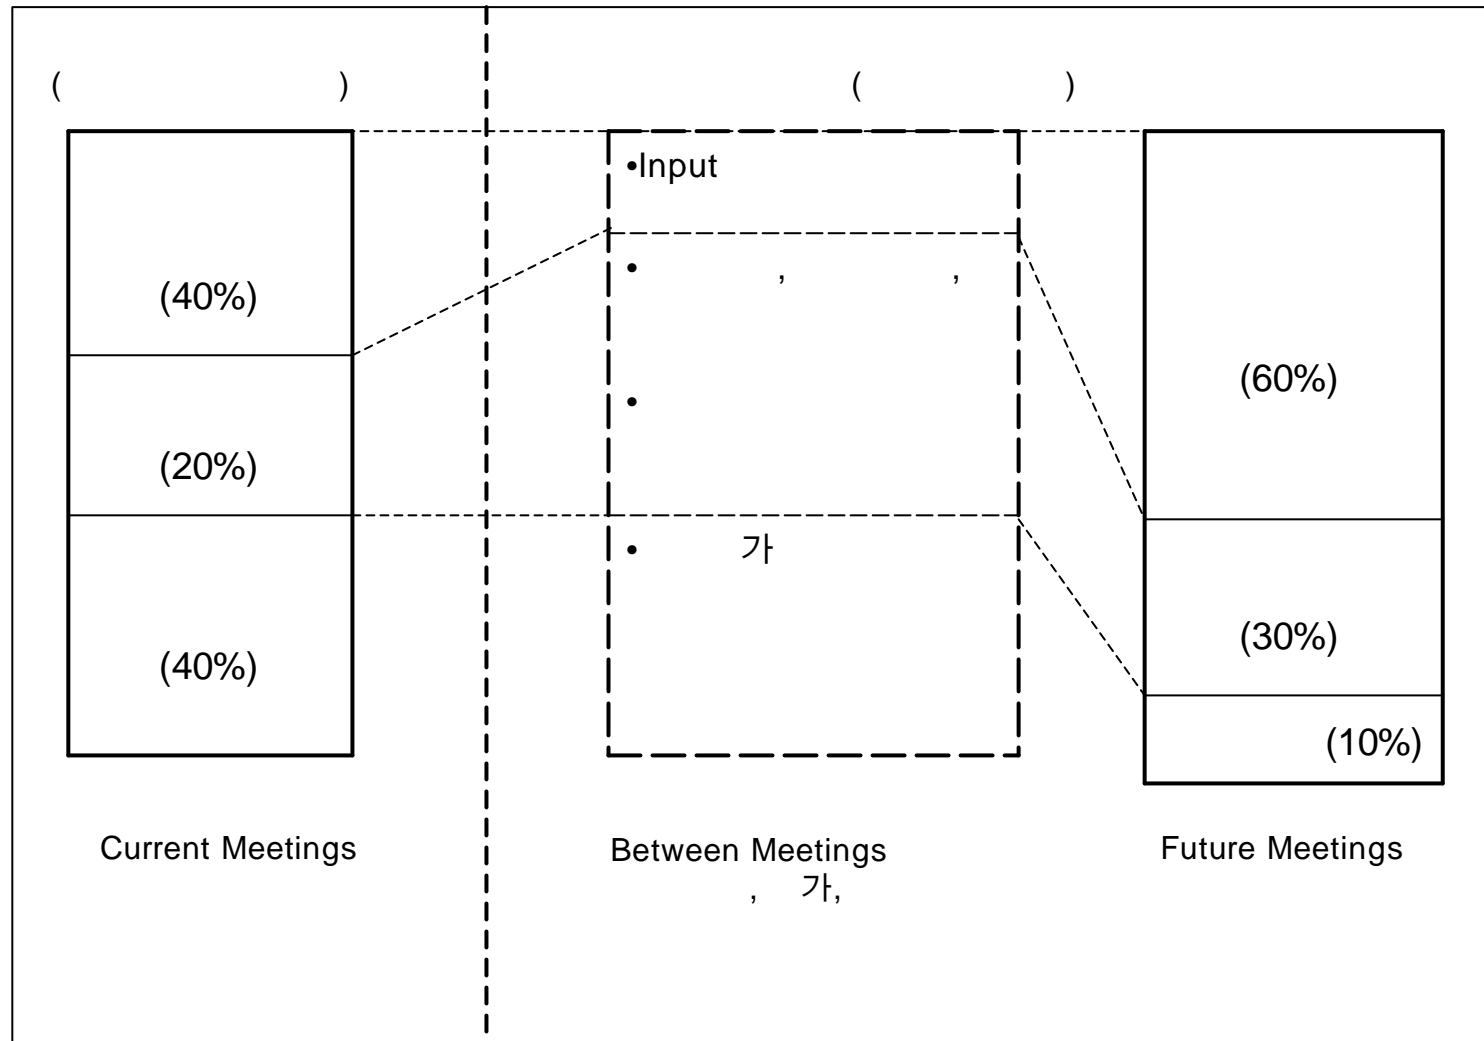 ( )
( )
•Input
• , ,
•
• 가
(40%)
(20%)
(40%)
(60%)
(30%)
(10%)
Current Meetings
Between Meetings
, 가,
Future Meetings